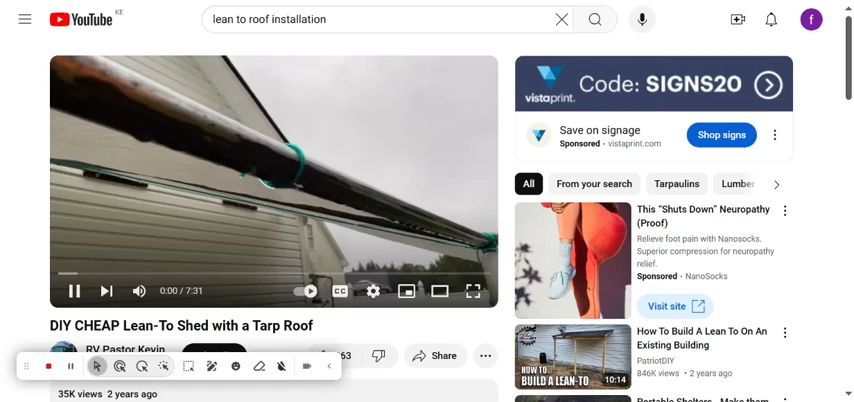 YouTube KE
lean to roof installation
f
0:00 / 7:31
CC
DIY CHEAP Lean-To Shed with a Tarp Roof
RV Pastor Kevin
63
Share
35K views 2 years ago
vistaprint.
Code: SIGNS20
Save on signage
Sponsored · vistaprint.com
Shop signs
All
From your search
Tarpaulins
Lumber
This “Shuts Down” Neuropathy
(Proof)
Relieve foot pain with Nanosocks.
Superior compression for neuropathy
relief.
Sponsored · NanoSocks
Visit site
HOW TO
BUILD A LEAN-TO
10:14
How To Build A Lean To On An
Existing Building
PatriotDIY
846K views • 2 years ago